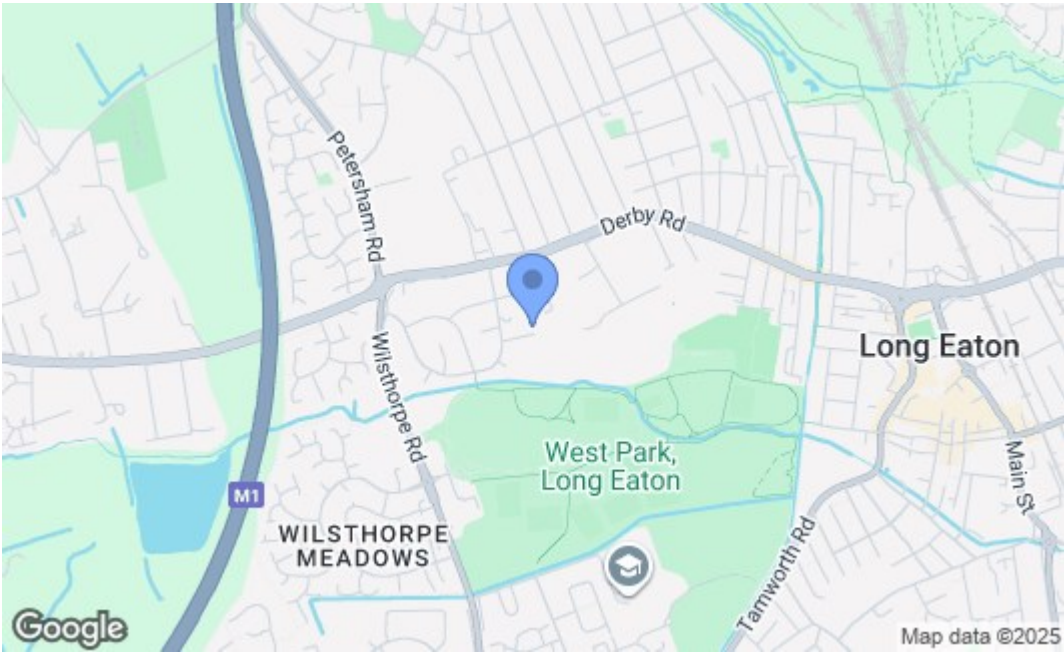 Petersham Rd
Derby Rd
Wilsthorpe Rd
Long Eaton
West Park,
Long Eaton
M1
WILSTHORPE
MEADOWS
Main St
Tamworth Rd
Google
Map data ©2025